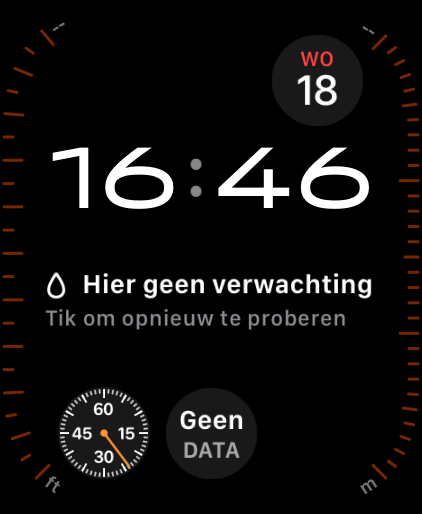 --
--
WO
18
16:46
Hier geen verwachting
Tik om opnieuw te proberen
60
45
15
30
Geen
DATA
ft
m